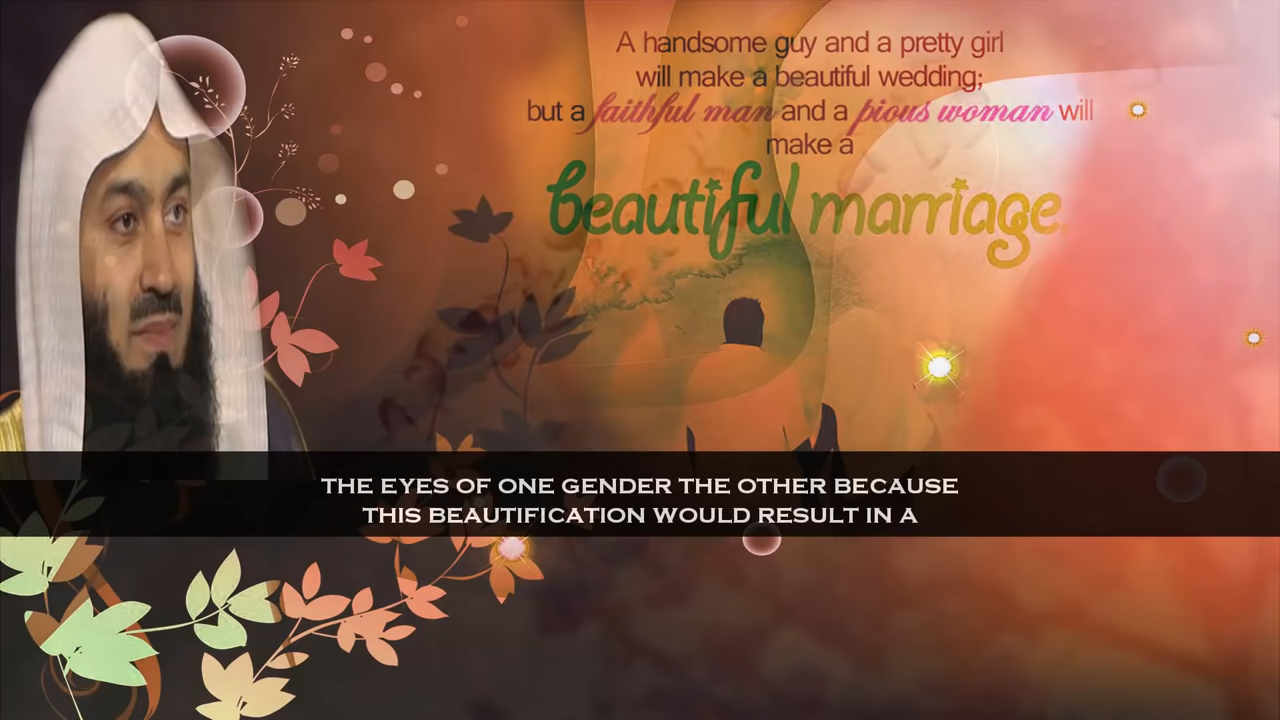 A handsome guy and a pretty girl
will make a beautiful wedding;
but a faithful man and a pious woman will
make a
beautiful marriage.
THE EYES OF ONE GENDER THE OTHER BECAUSE
THIS BEAUTIFICATION WOULD RESULT IN A